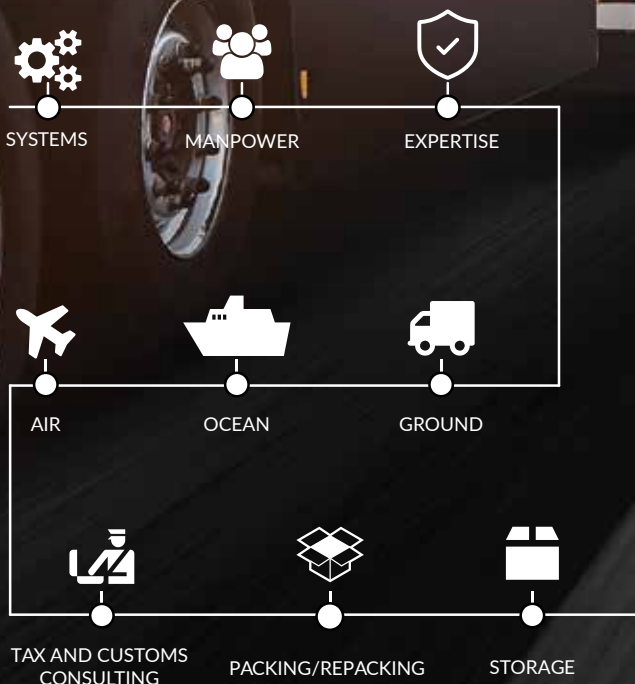 SYSTEMS
MANPOWER
EXPERTISE
AIR
OCEAN
GROUND
TAX AND CUSTOMS
CONSULTING
PACKING/REPACKING
STORAGE